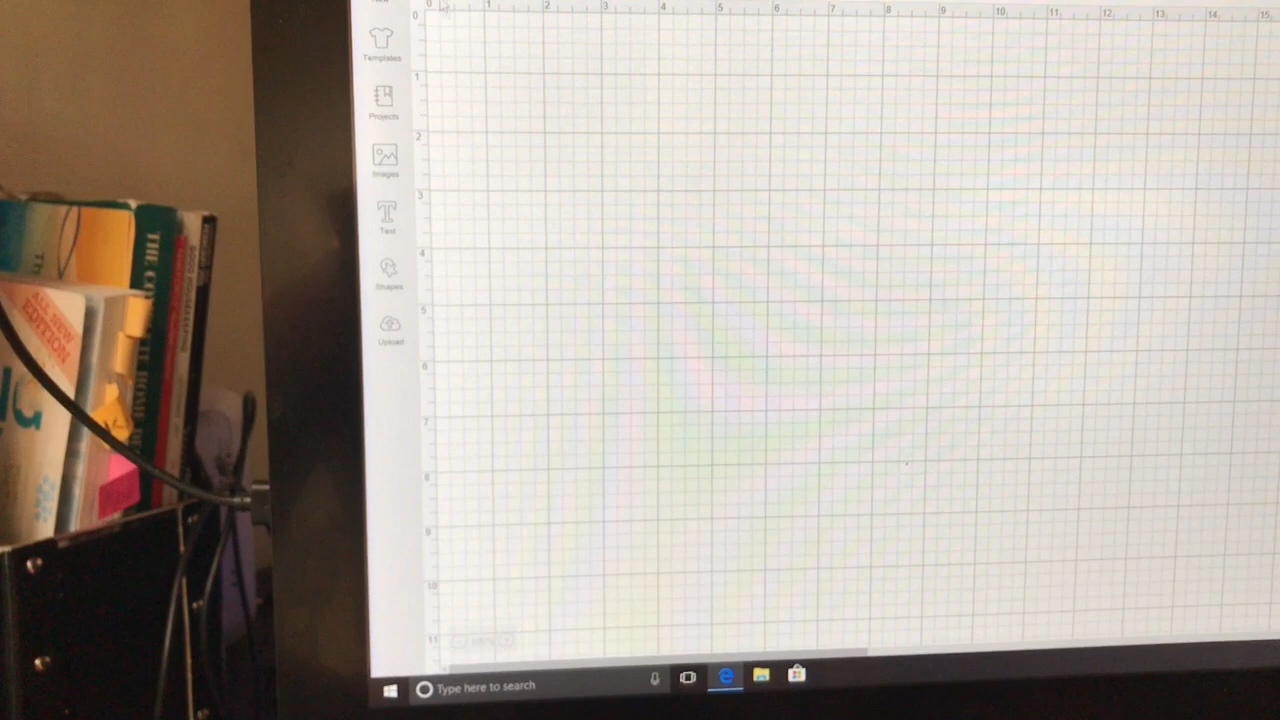 0 1 2 3 4 5 6 7 8 9 10 11 12 13 14 15
0
Templates
1
Projects
2
Images
3
Text
4
Shapes
5
Upload
6
7
8
9
10
11
Type here to search
ALL NEW
EDITION